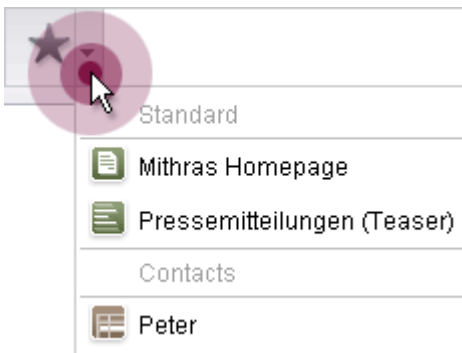 Standard
Mithras Homepage
Pressemitteilungen (Teaser)
Contacts
Peter